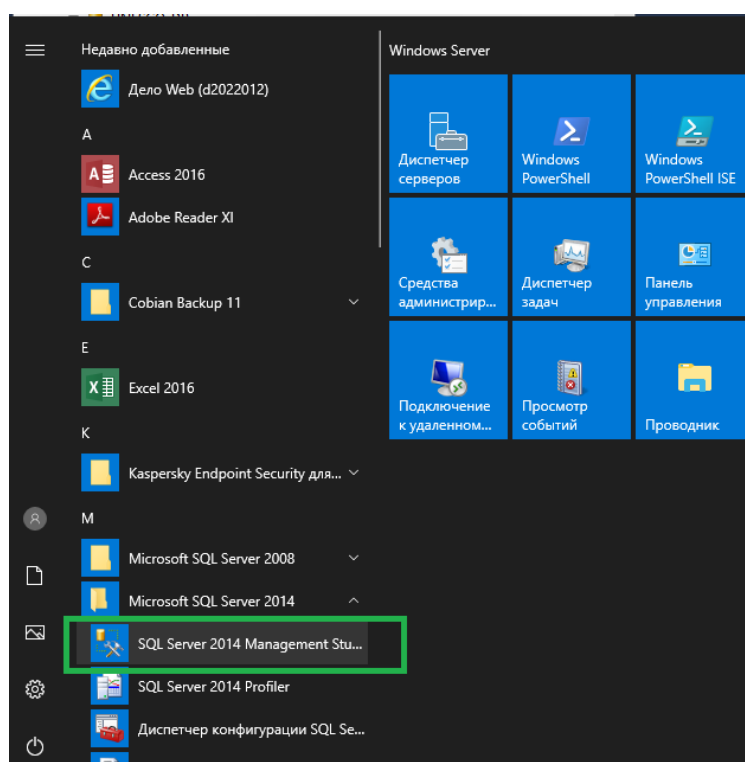 Недавно добавленные
Дело Web (d2022012)
A
Access 2016
Adobe Reader XI
C
Cobian Backup 11
E
Excel 2016
K
Kaspersky Endpoint Security для...
M
Microsoft SQL Server 2008
Microsoft SQL Server 2014
SQL Server 2014 Management Stu...
SQL Server 2014 Profiler
Диспетчер конфигурации SQL Se...
Windows Server
Диспетчер
серверов
Windows
PowerShell
Windows
PowerShell ISE
Средства
администрир...
Диспетчер
задач
Панель
управления
Подключение
к удаленном...
Просмотр
событий
Проводник